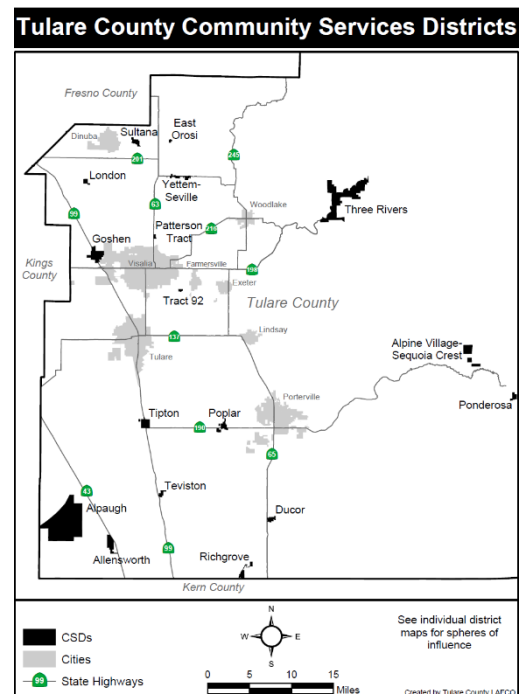 Tulare County Community Services Districts
Fresno County
Dinuba
Sultana
East
Orosi
201
245
London
Yettem-
Seville
99
63
Woodlake
Three Rivers
Patterson
Tract
216
Goshen
Kings
County
Visalia
Farmersville
198
Tract 92
Exeter
Tulare County
137
Lindsay
Tulare
Alpine Village-
Sequoia Crest
Porterville
Ponderosa
Tipton
Poplar
190
65
Teviston
43
Alpaugh
Ducor
99
Allensworth
Richgrove
Kern County
CSDs
Cities
99
State Highways
N
W
E
S
0
5
10
15
Miles
See individual district
maps for spheres of
influence
Created by Tulare County LAFCO